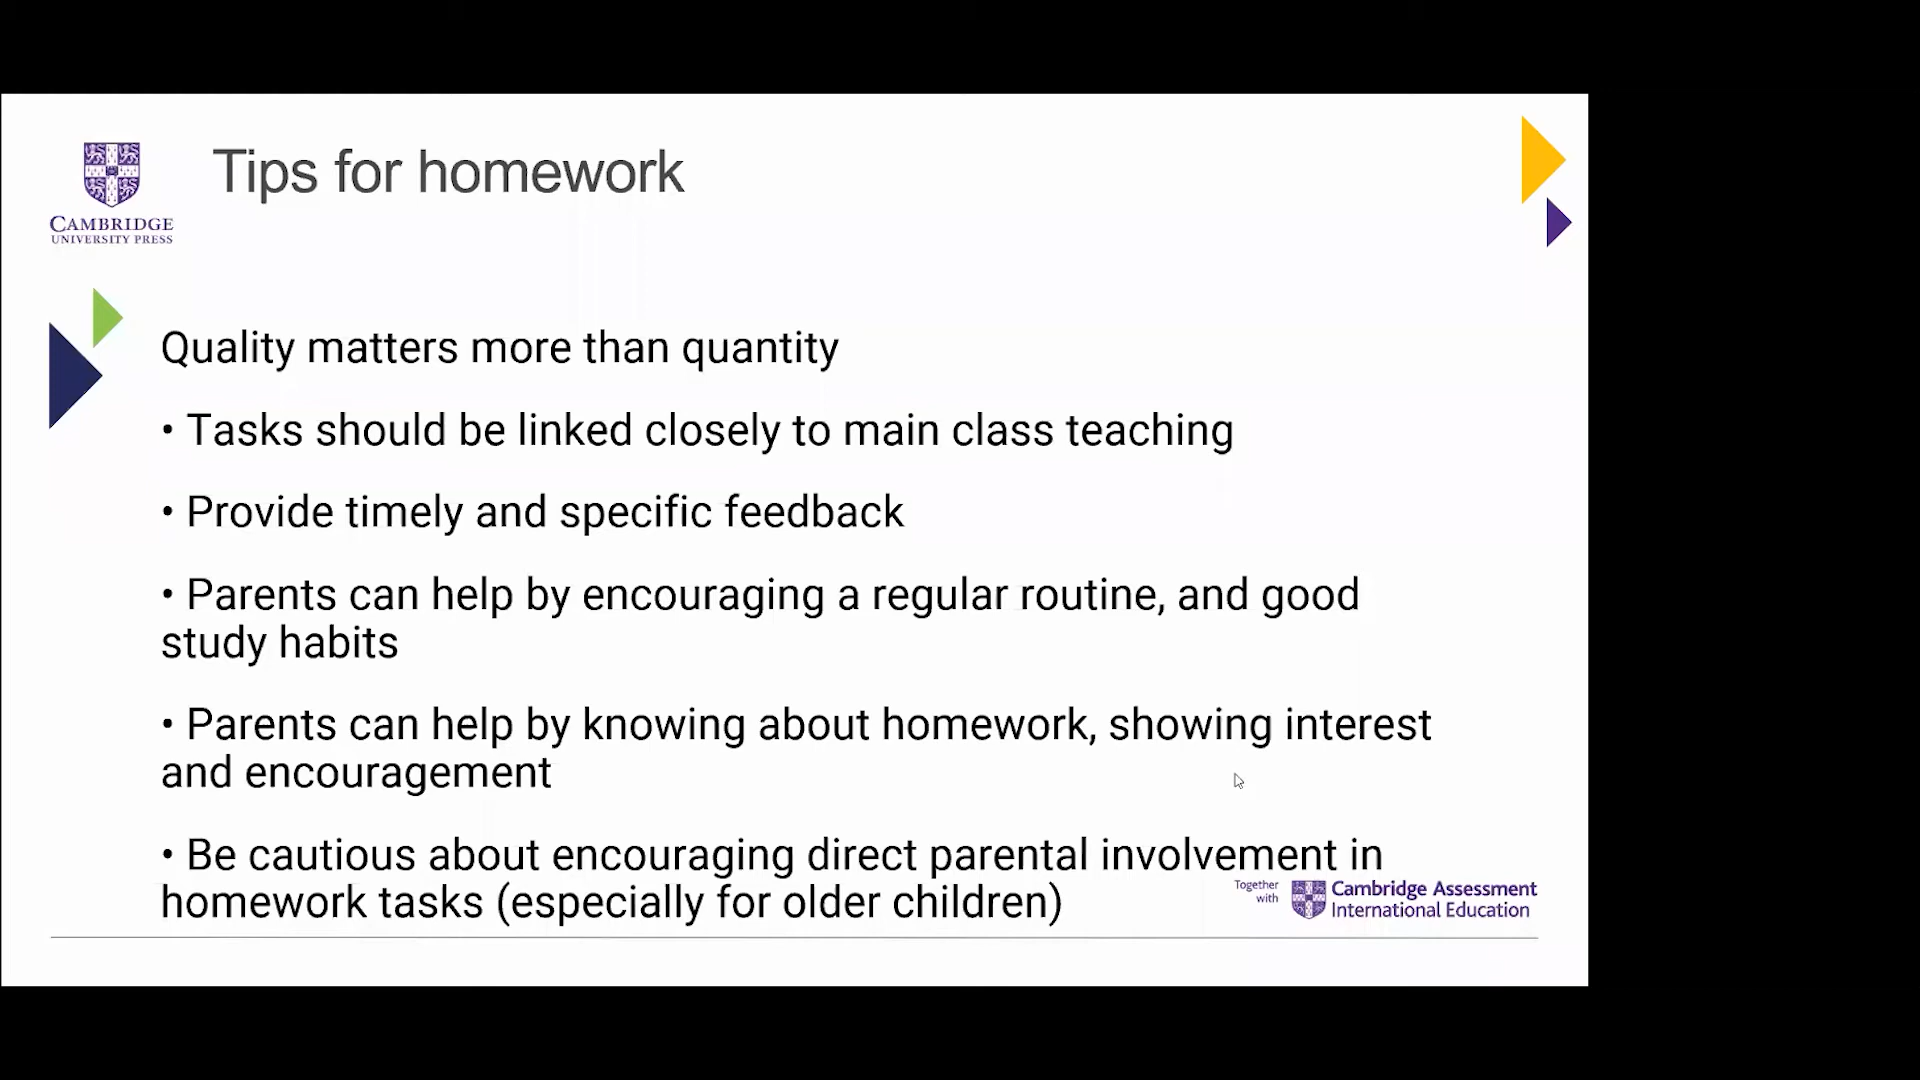 Tips for homework
CAMBRIDGE
UNIVERSITY PRESS
Quality matters more than quantity
• Tasks should be linked closely to main class teaching
• Provide timely and specific feedback
• Parents can help by encouraging a regular routine, and good
study habits
• Parents can help by knowing about homework, showing interest
and encouragement
• Be cautious about encouraging direct parental involvement in
homework tasks (especially for older children)
Together
with
Cambridge Assessment
International Education